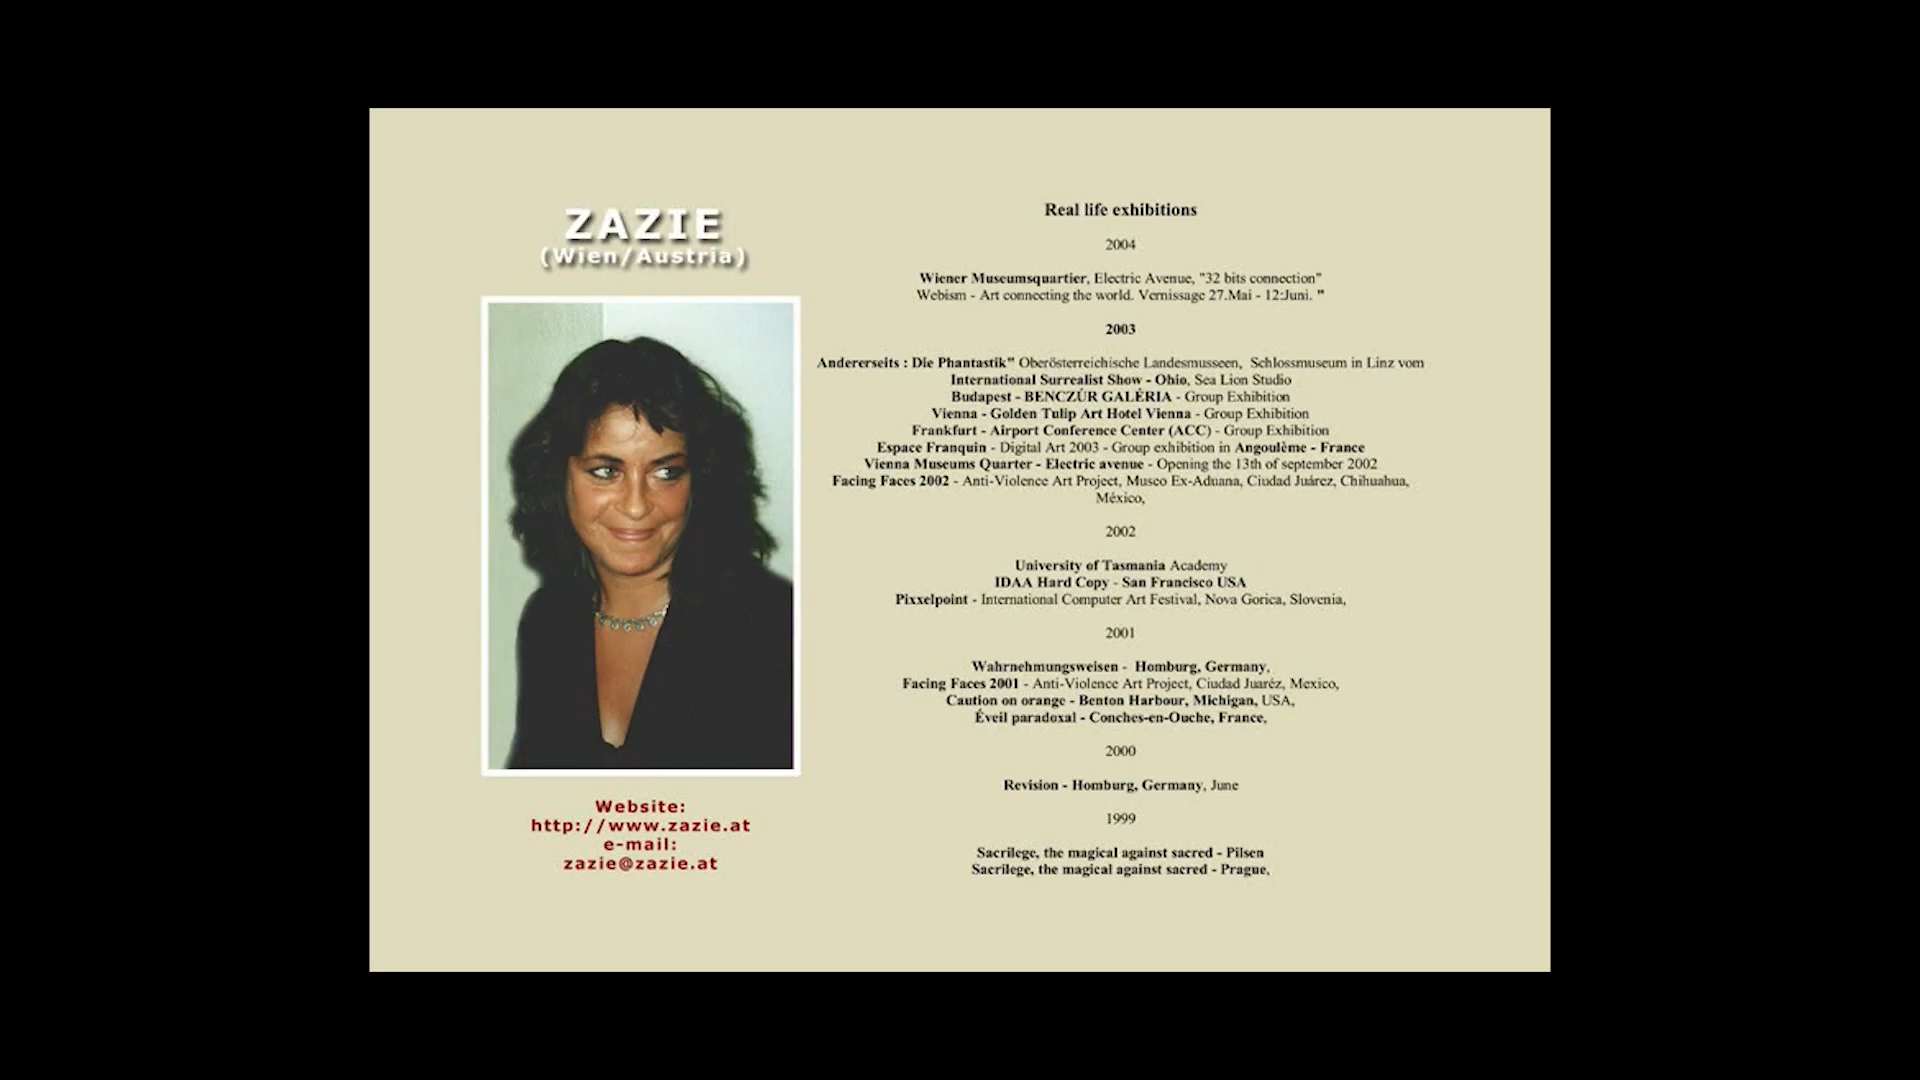 ZAZIE
(Wien/Austria)
Website:
http://www.zazie.at
e-mail:
zazie@zazie.at
Real life exhibitions
2004
Wiener Museumsquartier, Electric Avenue, "32 bits connection"
Webism - Art connecting the world. Vernissage 27.Mai - 12:Juni. "
2003
Andererseits : Die Phantastik" Oberösterreichische Landesmusseen, Schlossmuseum in Linz vom
International Surrealist Show - Ohio, Sea Lion Studio
Budapest - BENCZÚR GALÉRIA - Group Exhibition
Vienna - Golden Tulip Art Hotel Vienna - Group Exhibition
Frankfurt - Airport Conference Center (ACC) - Group Exhibition
Espace Franquin - Digital Art 2003 - Group exhibition in Angoulème - France
Vienna Museums Quarter - Electric avenue - Opening the 13th of september 2002
Facing Faces 2002 - Anti-Violence Art Project, Museo Ex-Aduana, Ciudad Juárez, Chihuahua,
México,
2002
University of Tasmania Academy
IDAA Hard Copy - San Francisco USA
Pixxelpoint - International Computer Art Festival, Nova Gorica, Slovenia,
2001
Wahrnehmungsweisen - Homburg, Germany,
Facing Faces 2001 - Anti-Violence Art Project, Ciudad Juaréz, Mexico,
Caution on orange - Benton Harbour, Michigan, USA,
Éveil paradoxal - Conches-en-Ouche, France,
2000
Revision - Homburg, Germany, June
1999
Sacrilege, the magical against sacred - Pilsen
Sacrilege, the magical against sacred - Prague,